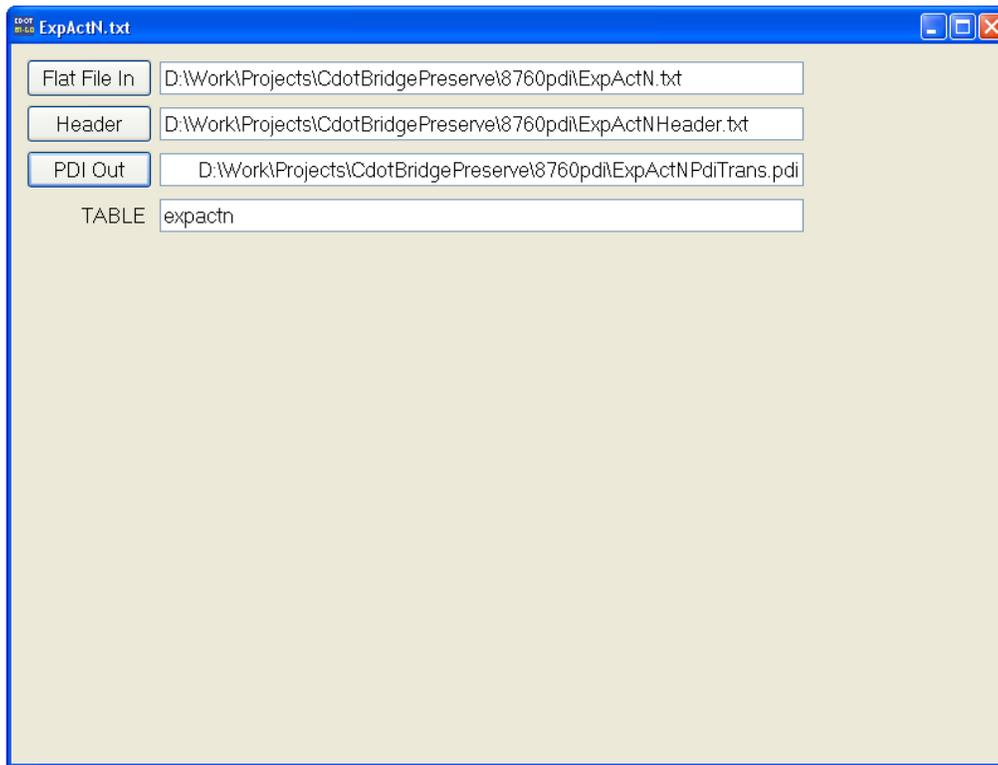 ExpActN.txt
Flat File In D:\Work\Projects\CdotBridgePreserve\8760pdi\ExpActN.txt
Header D:\Work\Projects\CdotBridgePreserve\8760pdi\ExpActNHeader.txt
PDI Out D:\Work\Projects\CdotBridgePreserve\8760pdi\ExpActNPdiTrans.pdi
TABLE expactn